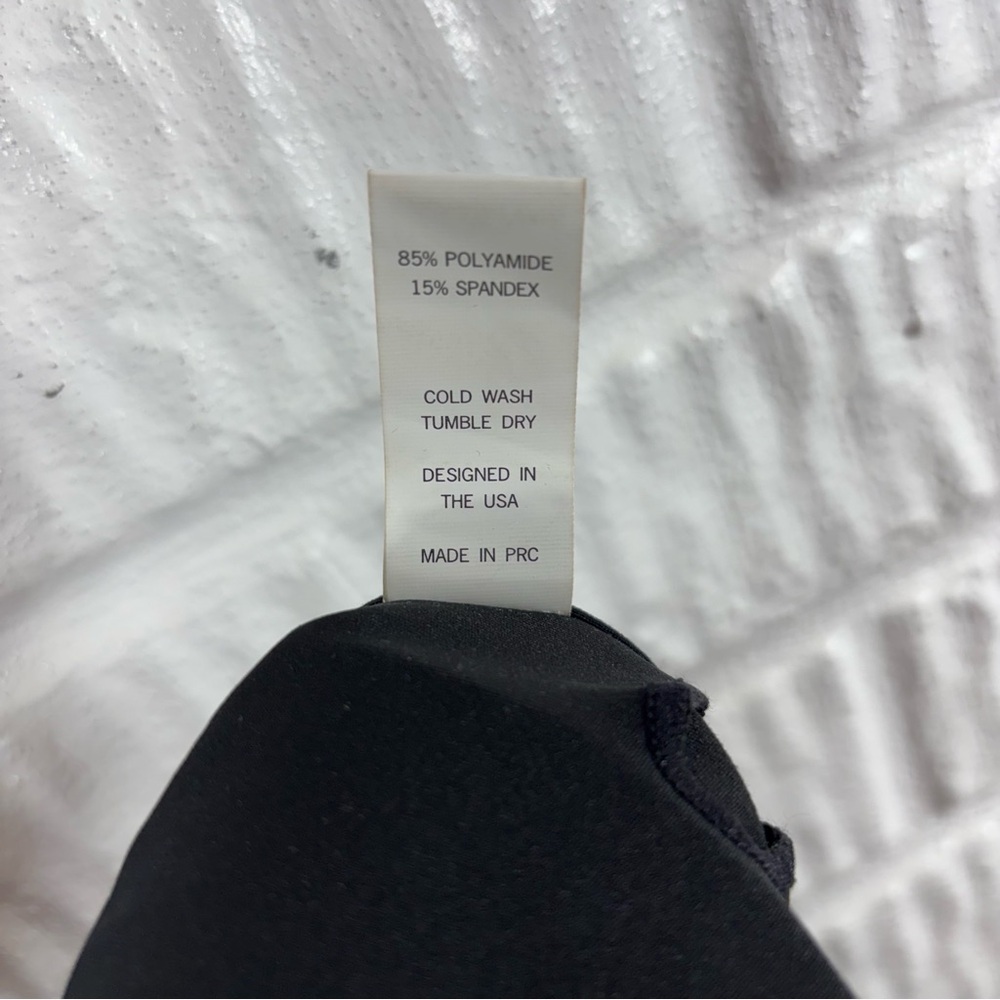 85% POLYAMIDE
15% SPANDEX
COLD WASH
TUMBLE DRY
DESIGNED IN
THE USA
MADE IN PRC